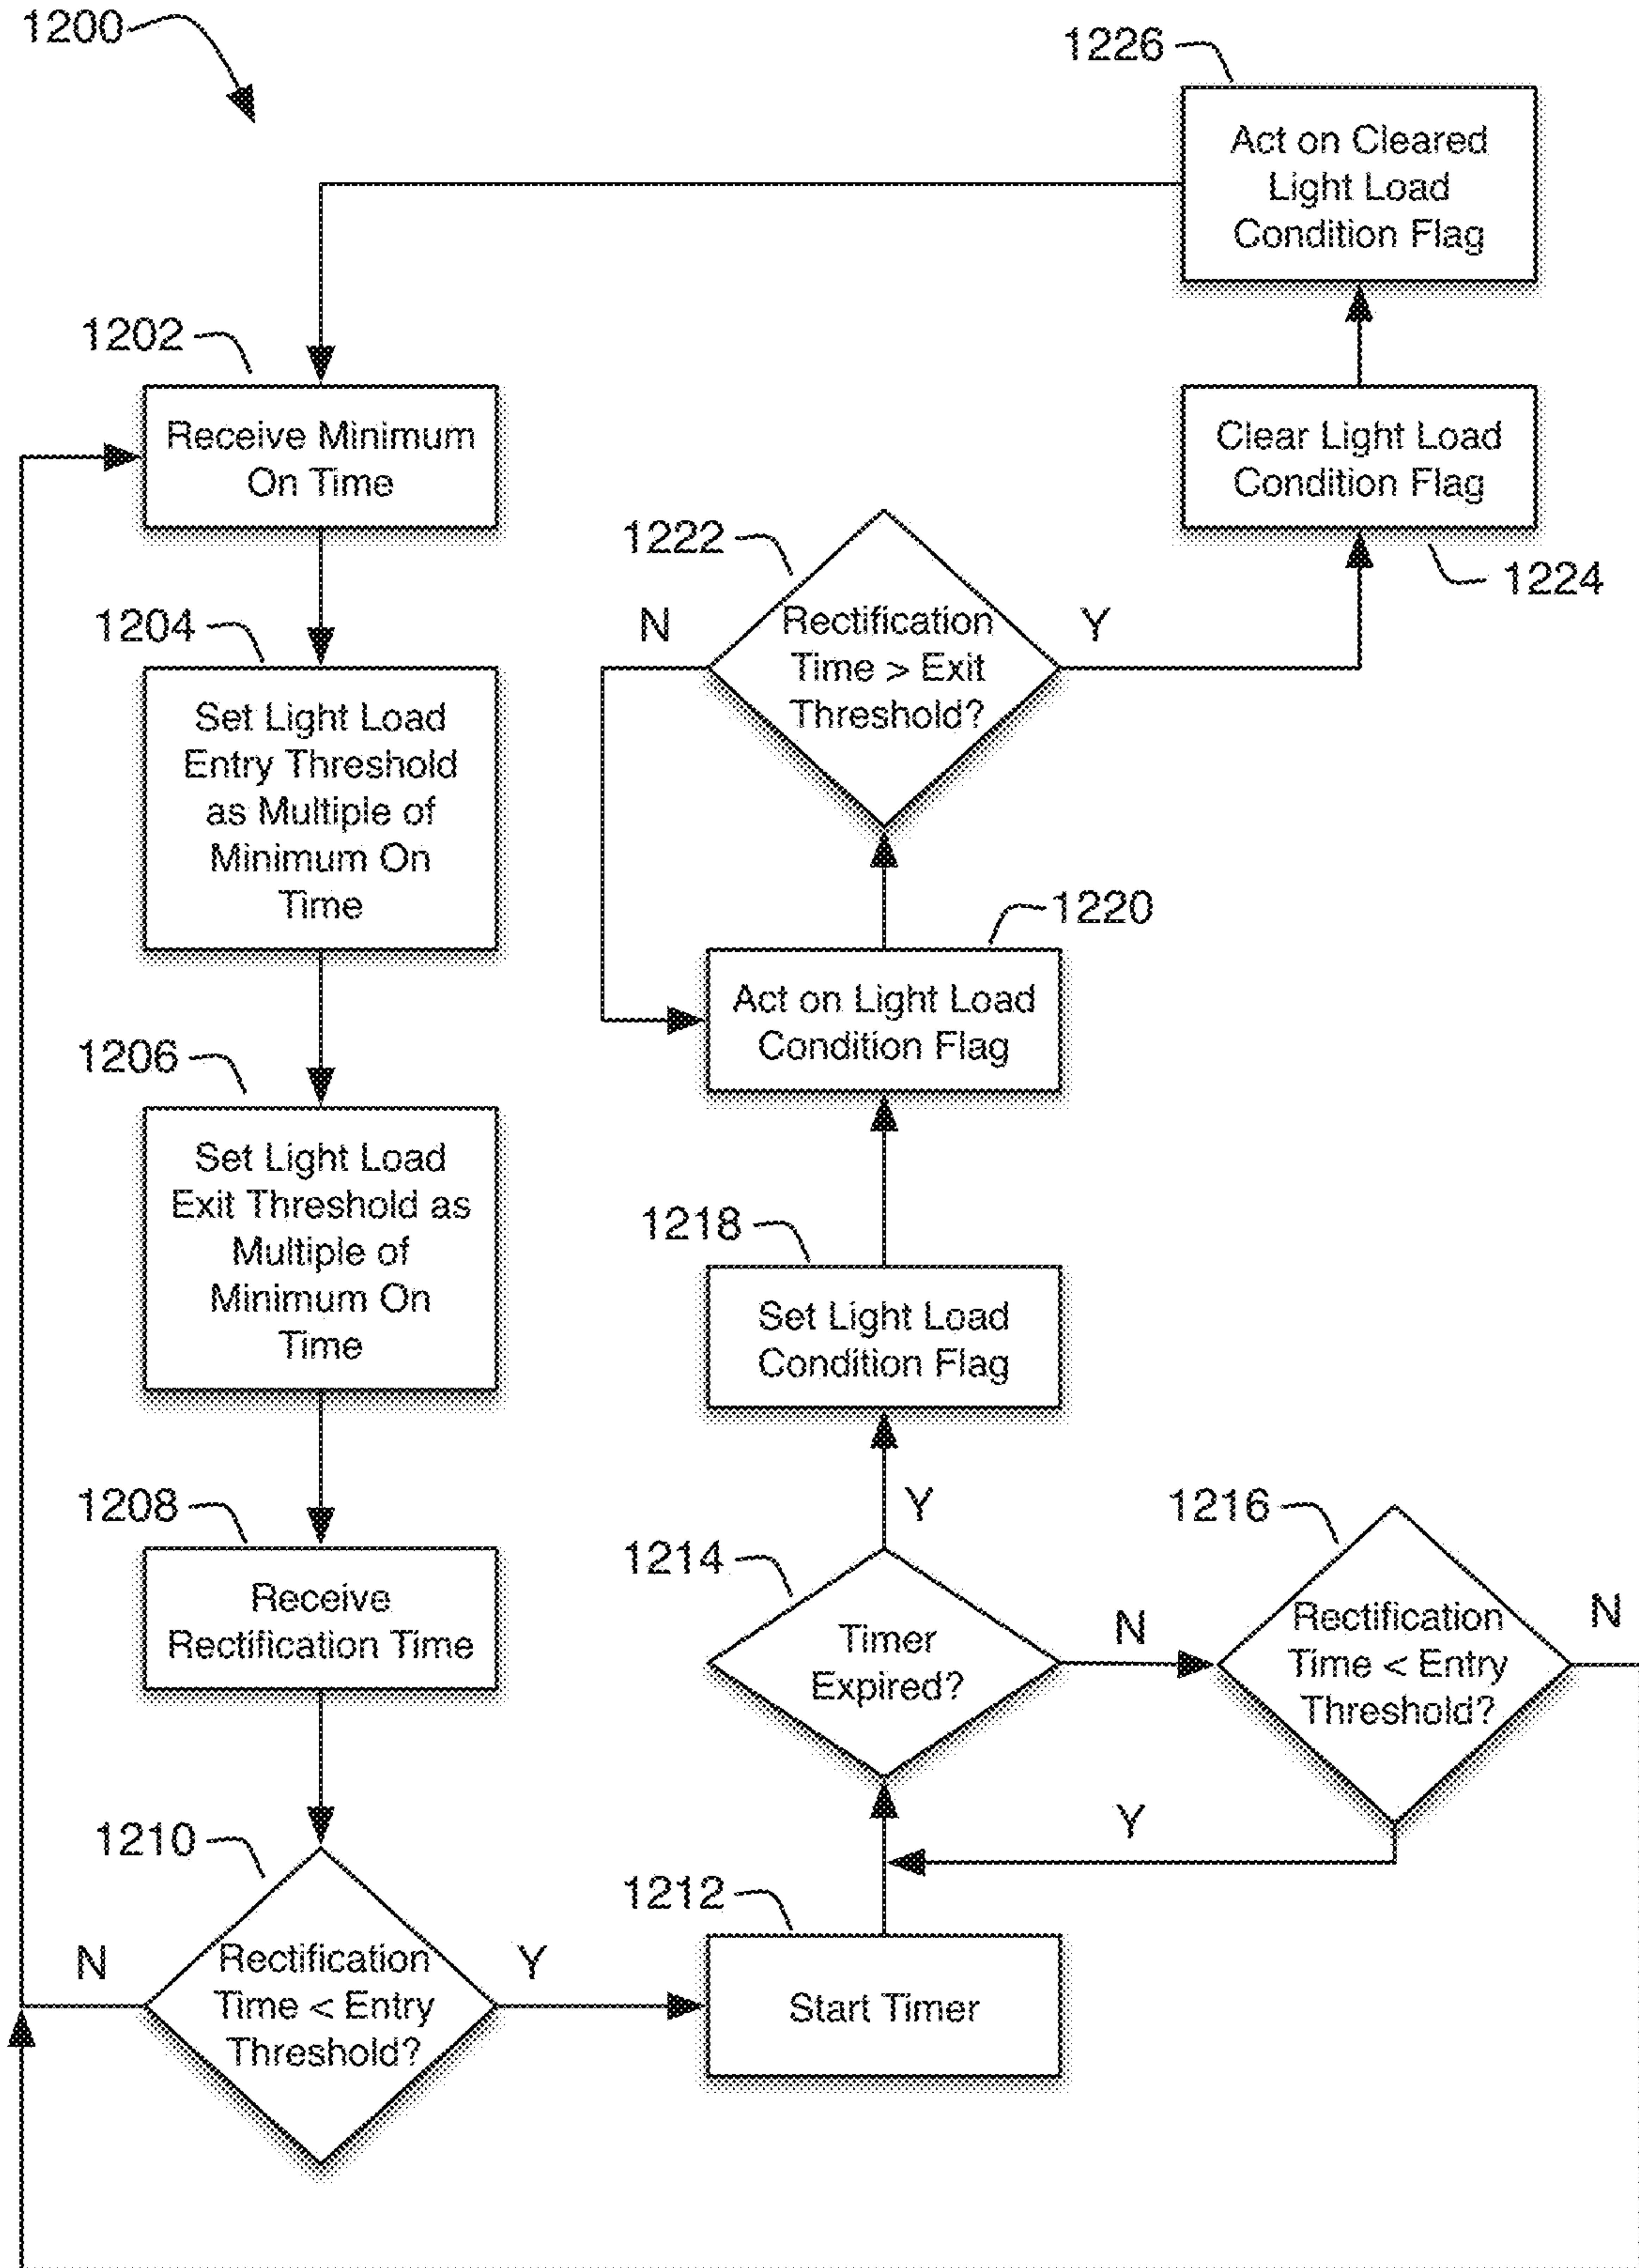 1200
1226
Act on Cleared
Light Load
Condition Flag
1202
Receive Minimum
On Time
Clear Light Load
Condition Flag
1224
1222
N
Rectification
Time > Exit
Threshold?
Y
1204
Set Light Load
Entry Threshold
as Multiple of
Minimum On
Time
1220
Act on Light Load
Condition Flag
1206
Set Light Load
Exit Threshold as
Multiple of
Minimum On
Time
1218
Set Light Load
Condition Flag
1208
Receive
Rectification Time
Y
1214
Timer
Expired?
N
1216
Rectification
Time < Entry
Threshold?
N
Y
1210
N
Rectification
Time < Entry
Threshold?
Y
1212
Start Timer